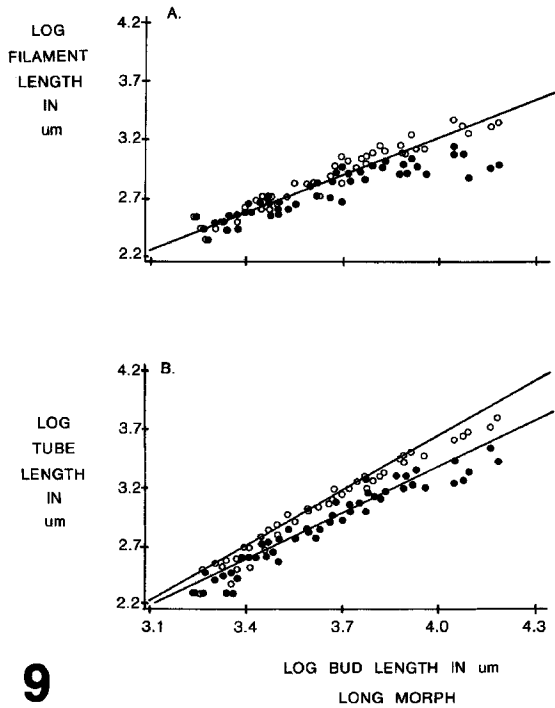 A.
LOG
FILAMENT
LENGTH
IN
um
4.2
3.7
3.2
2.7
2.2
B.
LOG
TUBE
LENGTH
IN
um
4.2
3.7
3.2
2.7
2.2
3.1 3.4 3.7 4.0 4.3
LOG BUD LENGTH IN um
LONG MORPH
9